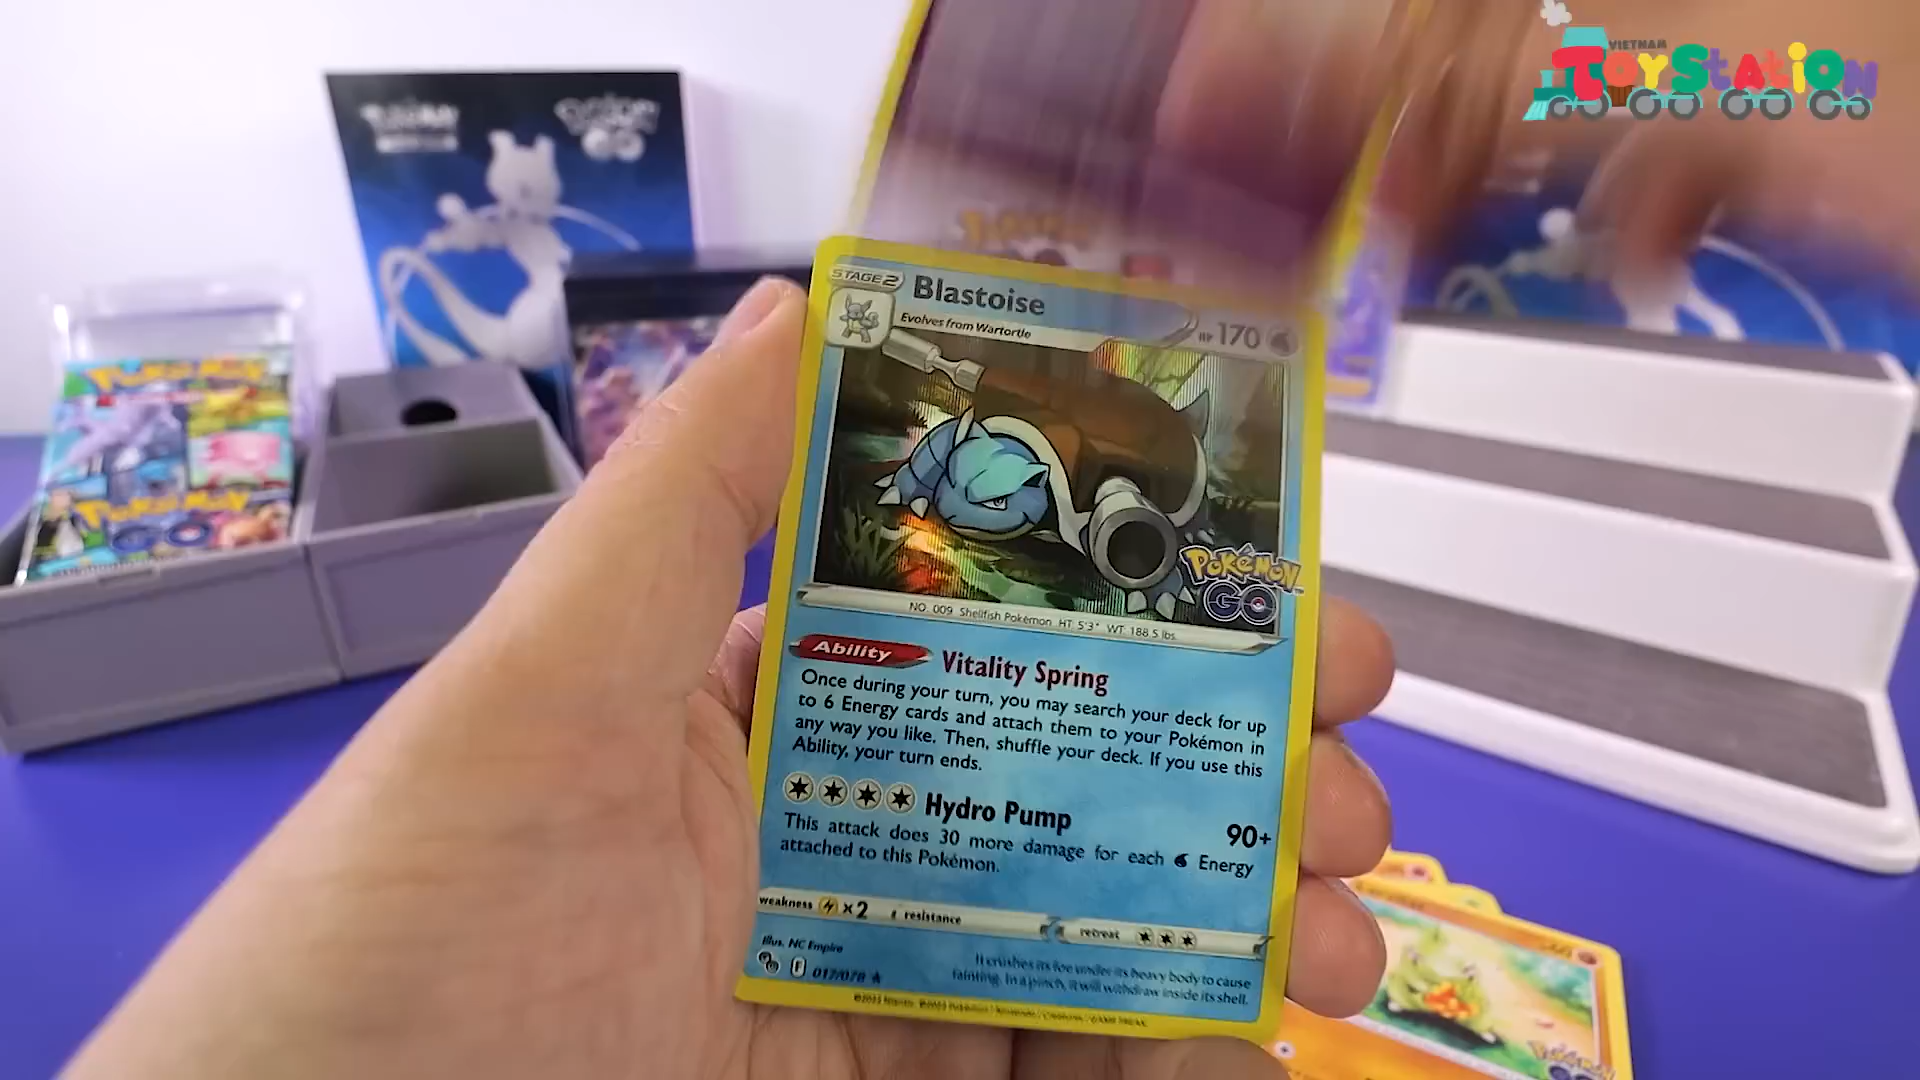 VIETNAM
ToyStation
Pokémon
Pokémon
GO
STAGE 2
Blastoise
Evolves from Wartortle
HP 170
Pokémon
GO
NO. 009 Shellfish Pokémon HT: 5'3" WT: 188.5 lbs.
Ability Vitality Spring
Once during your turn, you may search your deck for up
to 6 Energy cards and attach them to your Pokémon in
any way you like. Then, shuffle your deck. If you use this
Ability, your turn ends.
Hydro Pump 90+
This attack does 30 more damage for each Energy
attached to this Pokémon.
weakness ×2 resistance retreat
Illus. NC Empire
F 017/078
It crushes its foe under its heavy body to cause
fainting. In a pinch, it will withdraw inside its shell.
Pokémon
GO